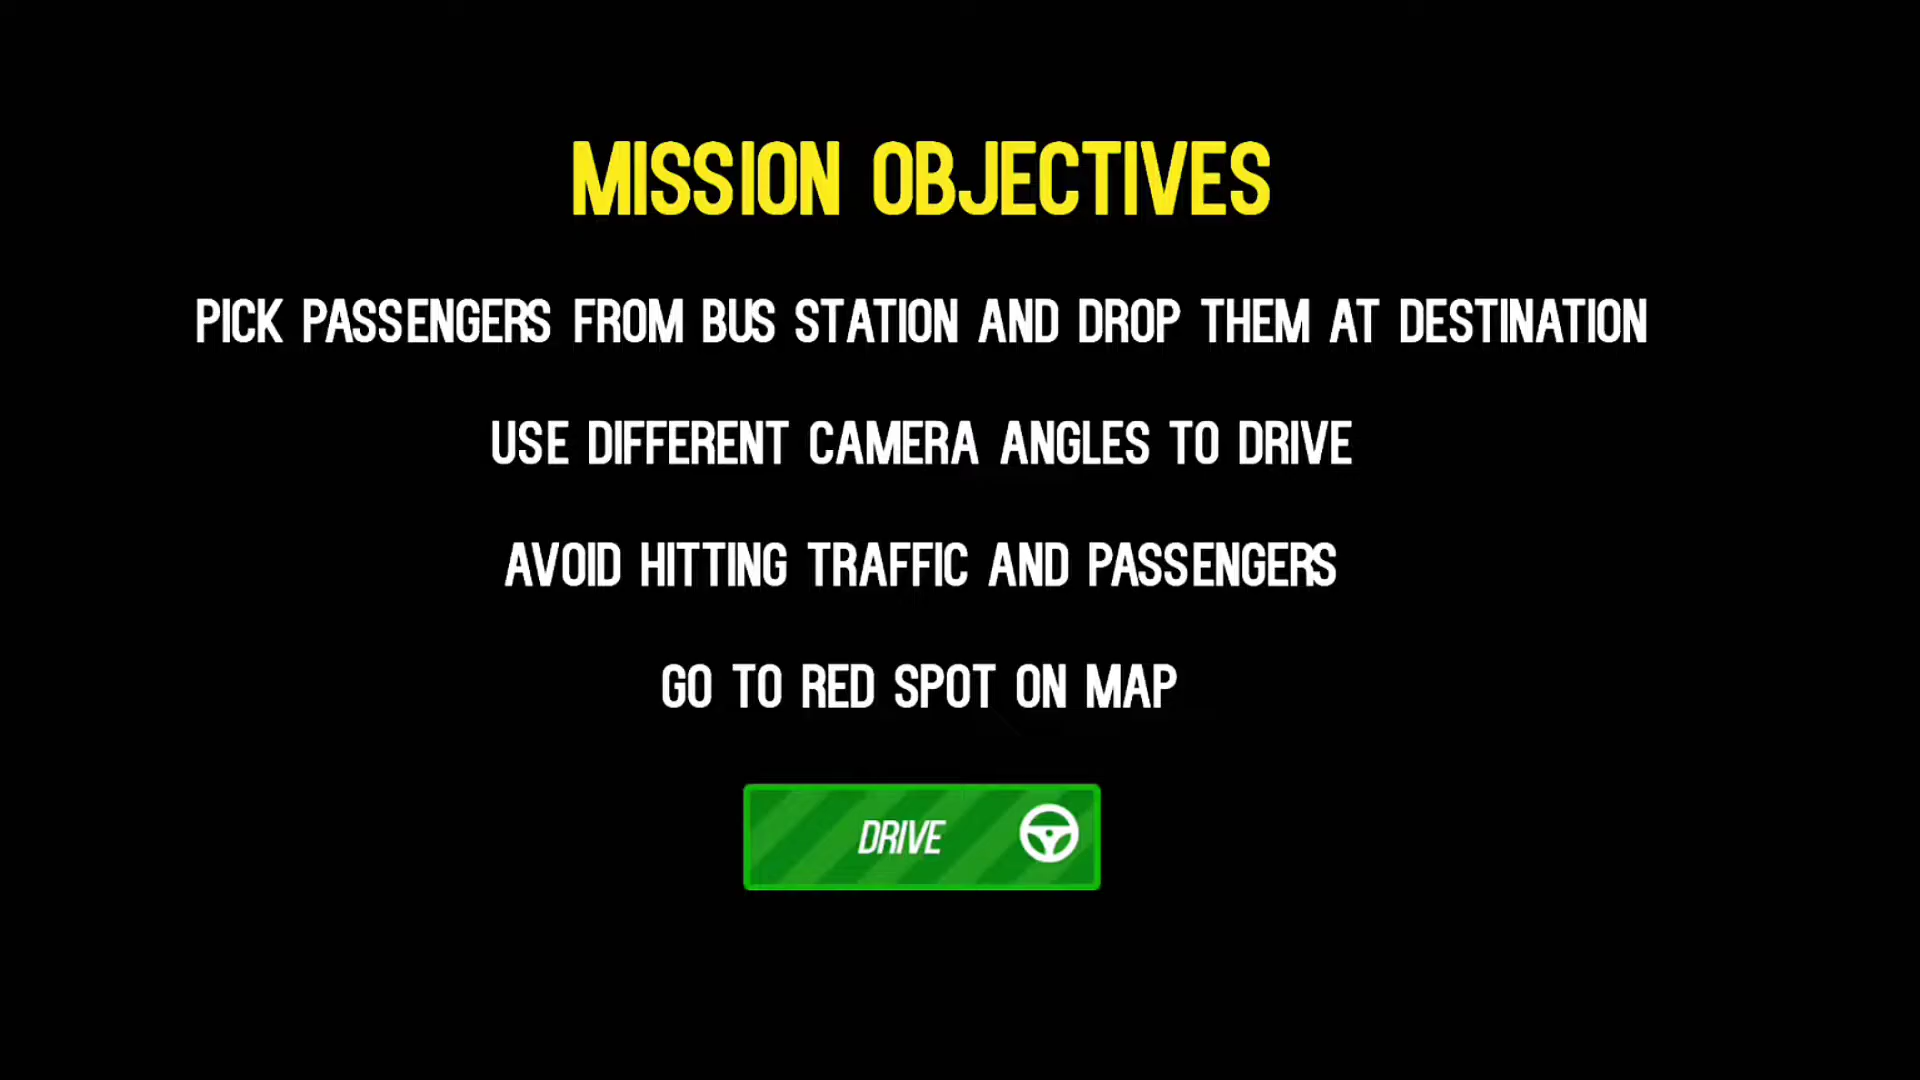 MISSION OBJECTIVES
PICK PASSENGERS FROM BUS STATION AND DROP THEM AT DESTINATION
USE DIFFERENT CAMERA ANGLES TO DRIVE
AVOID HITTING TRAFFIC AND PASSENGERS
GO TO RED SPOT ON MAP
DRIVE